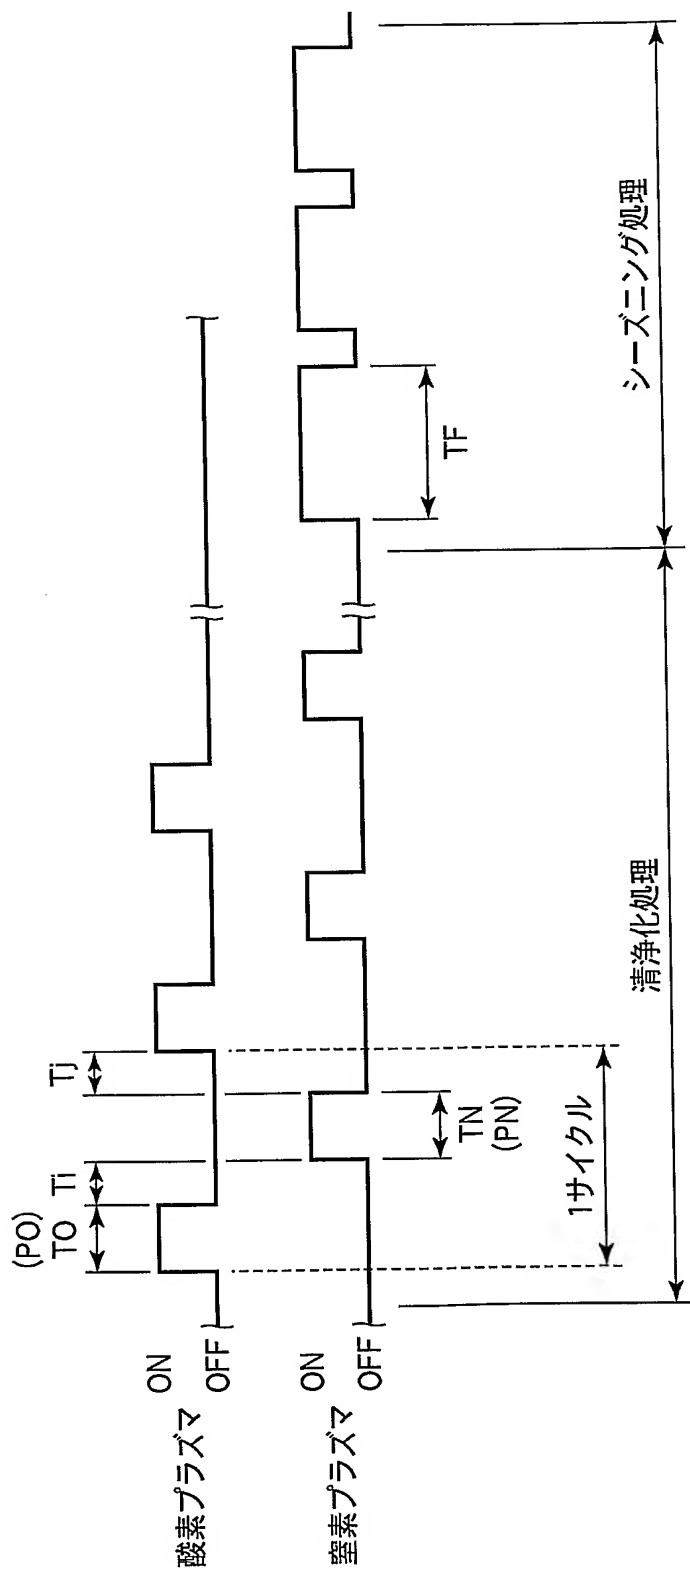 酸素プラズマ
ON
OFF
(PO)
TO
Ti
Tj
窒素プラズマ
ON
OFF
TN
(PN)
TF
1サイクル
清浄化処理
シーズニング処理